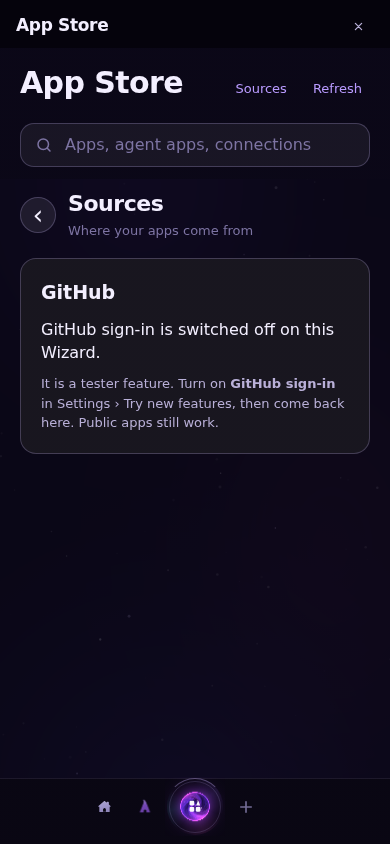 App Store
×
App Store
Sources
Refresh
Apps, agent apps, connections
Sources
Where your apps come from
GitHub
GitHub sign-in is switched off on this
Wizard.
It is a tester feature. Turn on GitHub sign-in
in Settings › Try new features, then come back
here. Public apps still work.